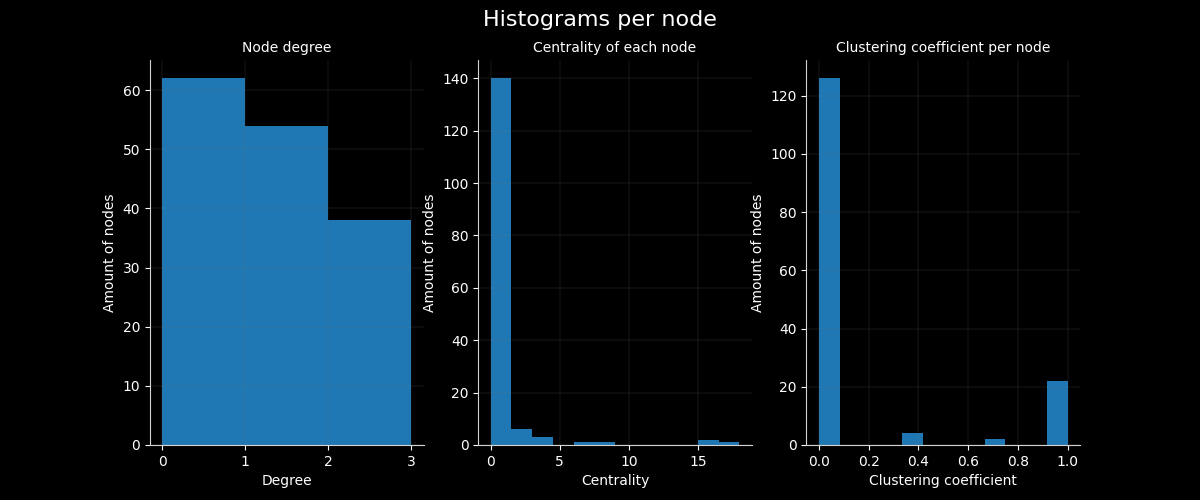 Histograms per node
Node degree
Amount of nodes
0
10
20
30
40
50
60
0 1 2 3
Degree
Centrality of each node
Amount of nodes
0
20
40
60
80
100
120
140
0 5 10 15
Centrality
Clustering coefficient per node
Amount of nodes
0
20
40
60
80
100
120
0.0 0.2 0.4 0.6 0.8 1.0
Clustering coefficient